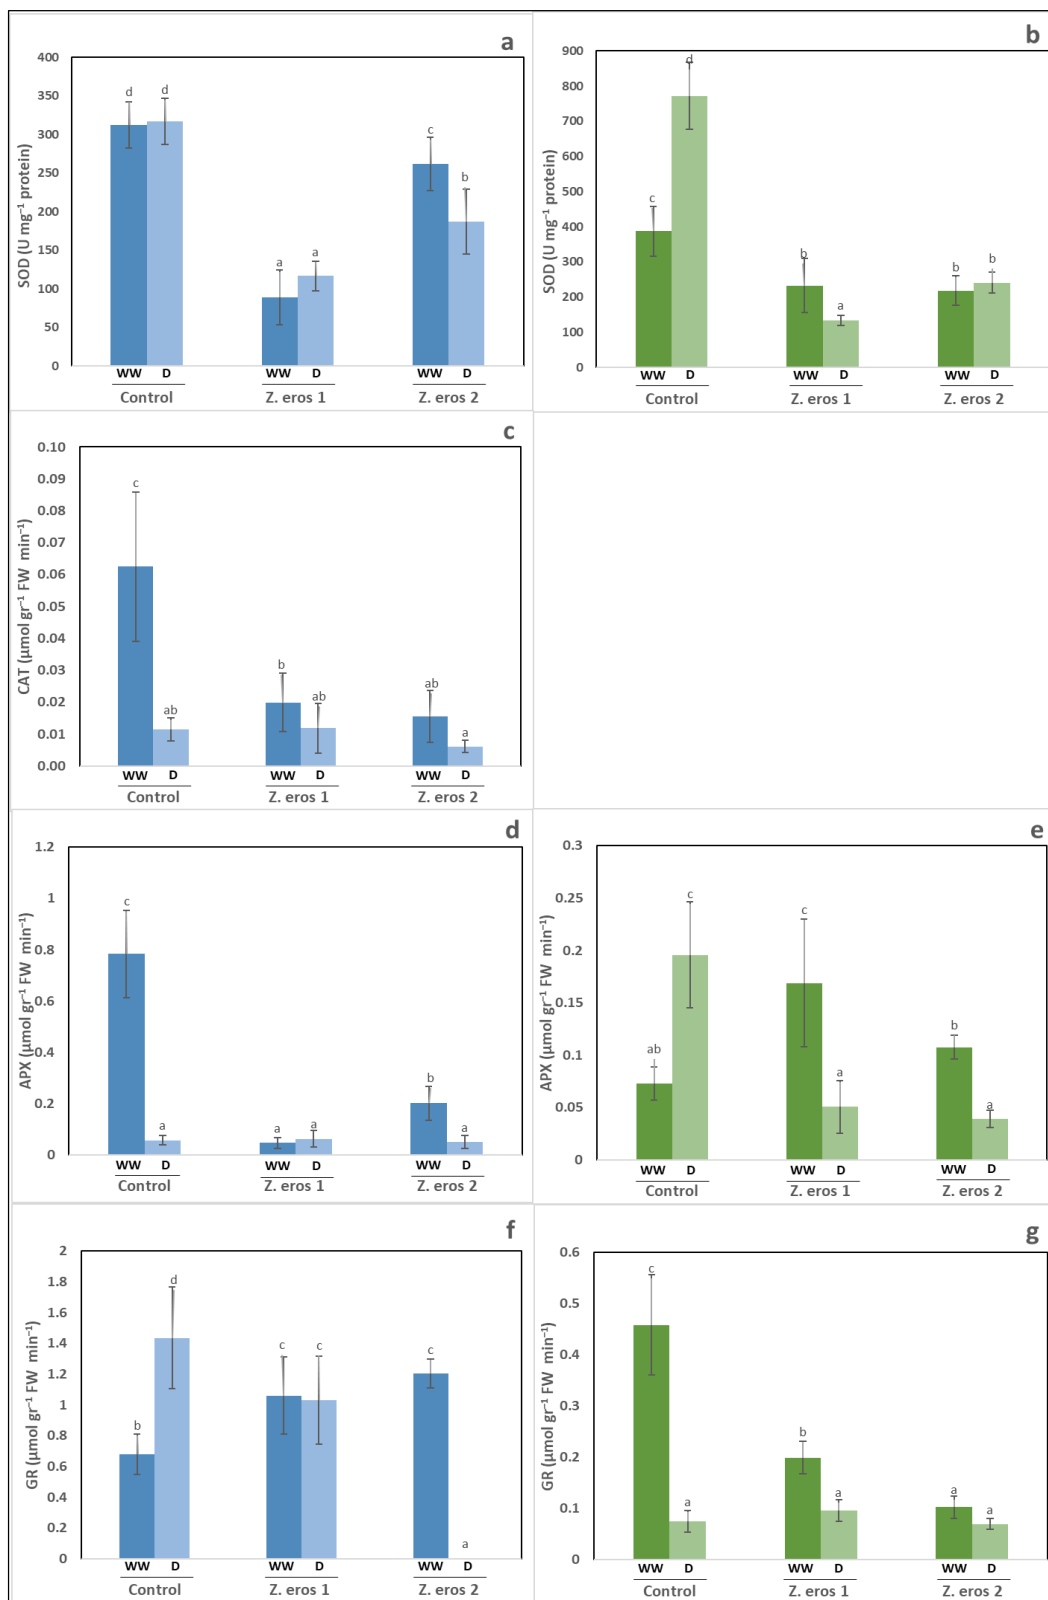 a
SOD (U mg⁻¹ protein)
400
350
300
250
200
150
100
50
0
d
d
a
a
c
b
WW D WW D WW D
Control Z. eros 1 Z. eros 2
b
SOD (U mg⁻¹ protein)
900
800
700
600
500
400
300
200
100
0
c
d
b
a
b
b
WW D WW D WW D
Control Z. eros 1 Z. eros 2
c
CAT (μmol gr⁻¹ FW min⁻¹)
0.10
0.09
0.08
0.07
0.06
0.05
0.04
0.03
0.02
0.01
0.00
c
ab
b
ab
ab
a
WW D WW D WW D
Control Z. eros 1 Z. eros 2
d
APX (μmol gr⁻¹ FW min⁻¹)
1.2
1
0.8
0.6
0.4
0.2
0
c
a
a
a
b
a
WW D WW D WW D
Control Z. eros 1 Z. eros 2
e
APX (μmol gr⁻¹ FW min⁻¹)
0.3
0.25
0.2
0.15
0.1
0.05
0
ab
c
c
a
b
a
WW D WW D WW D
Control Z. eros 1 Z. eros 2
f
GR (μmol gr⁻¹ FW min⁻¹)
2
1.8
1.6
1.4
1.2
1
0.8
0.6
0.4
0.2
0
b
d
c
c
c
a
WW D WW D WW D
Control Z. eros 1 Z. eros 2
g
GR (μmol gr⁻¹ FW min⁻¹)
0.6
0.5
0.4
0.3
0.2
0.1
0
c
a
b
a
a
a
WW D WW D WW D
Control Z. eros 1 Z. eros 2